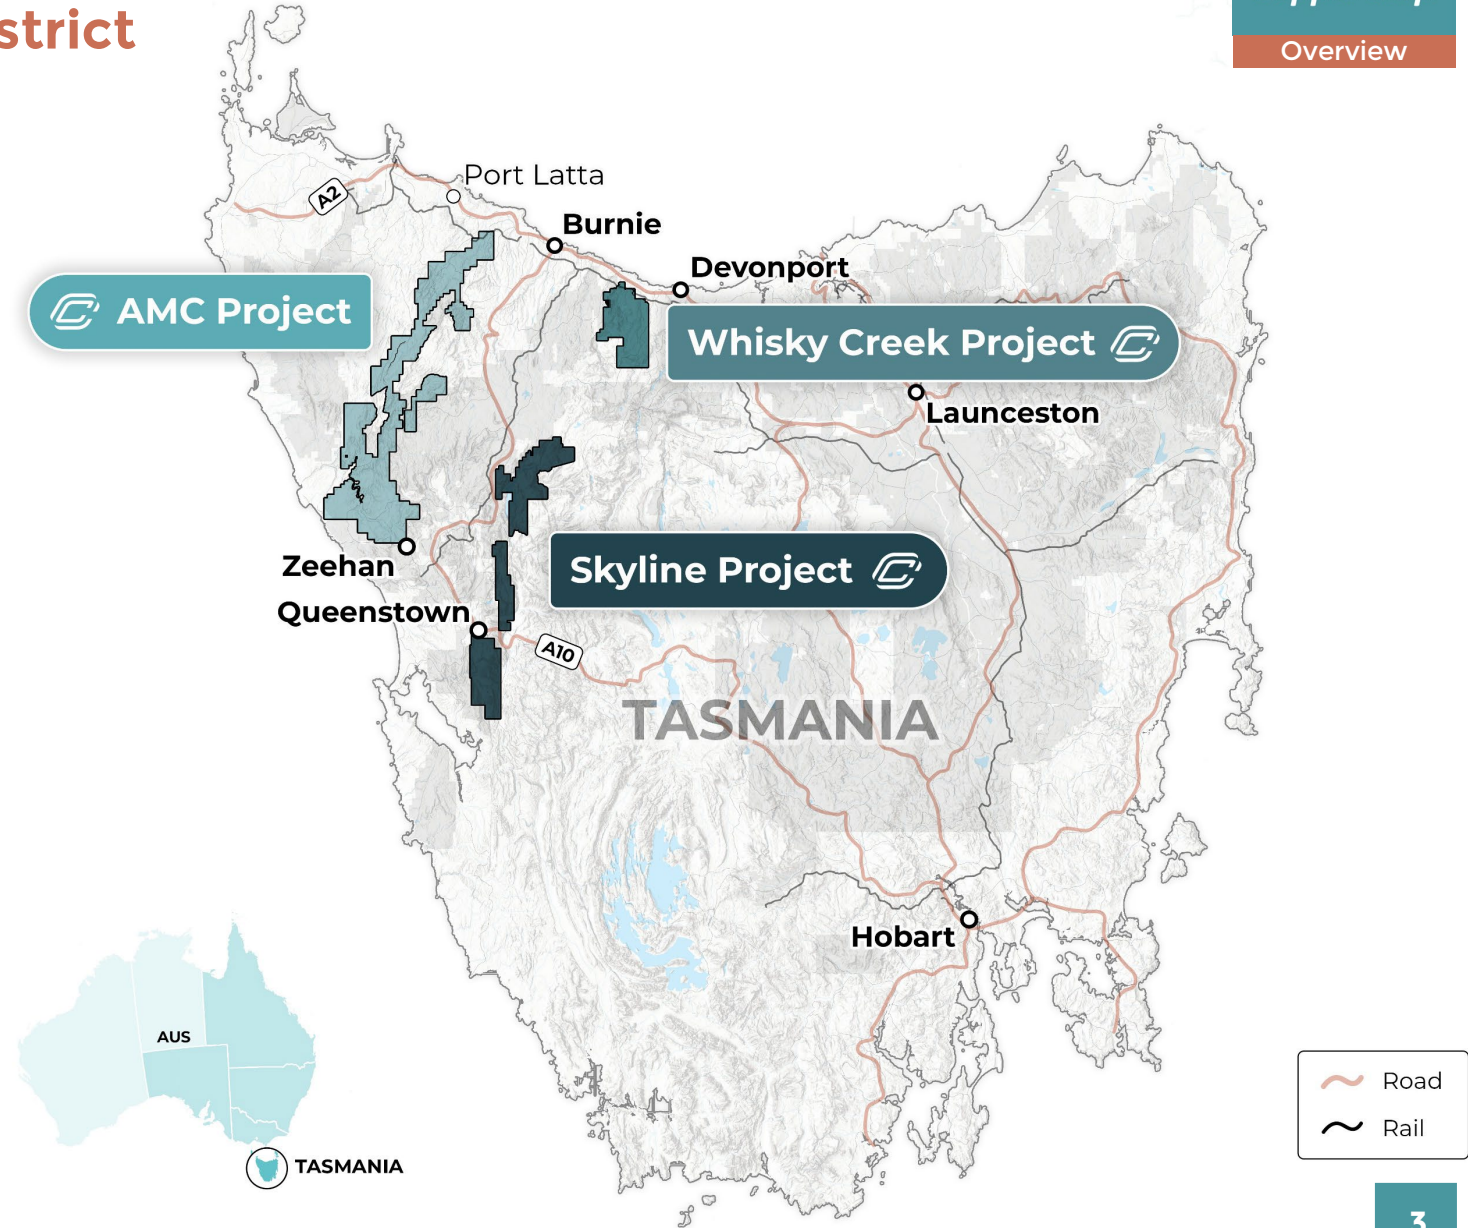 strict
Overview
Port Latta
A2
Burnie
Devonport
AMC Project
Whisky Creek Project
Launceston
Zeehan
Skyline Project
Queenstown
A10
TASMANIA
Hobart
AUS
TASMANIA
Road
Rail
3